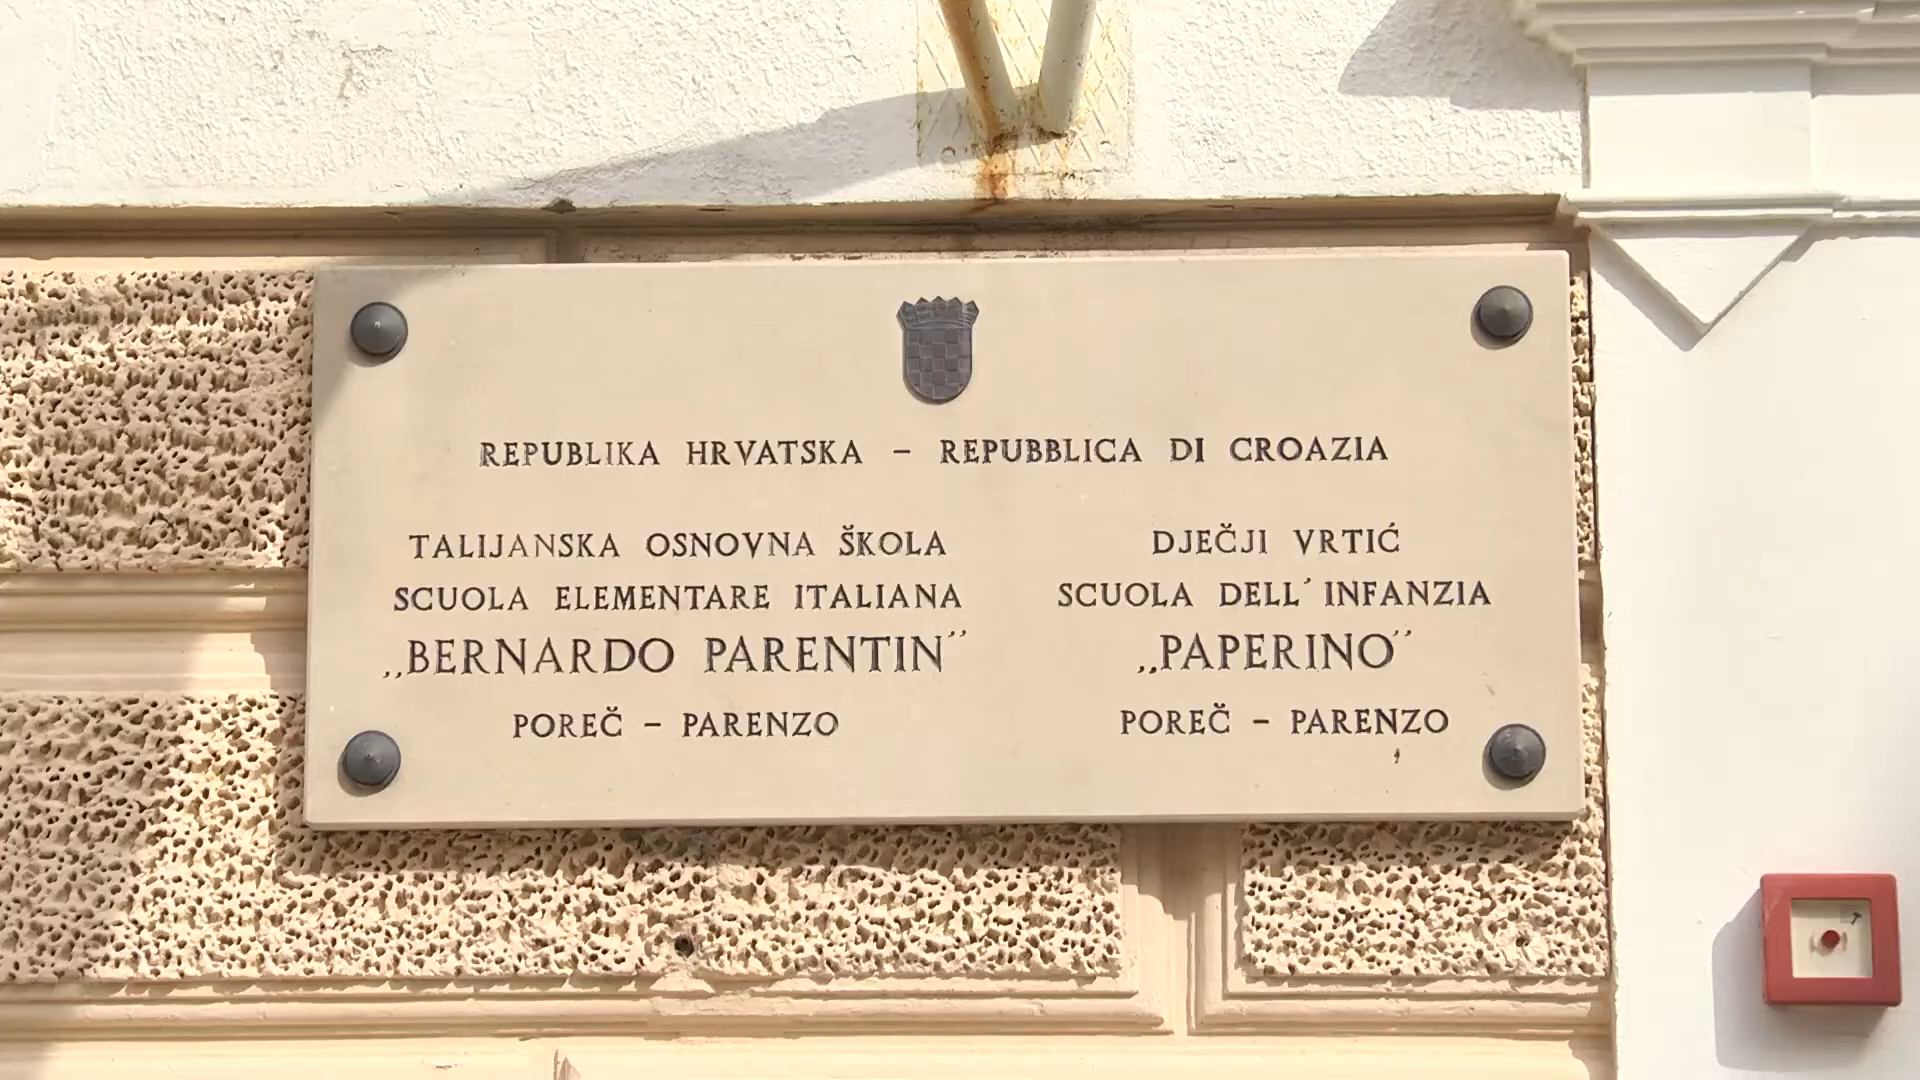 REPUBLIKA HRVATSKA – REPUBBLICA DI CROAZIA
TALIJANSKA OSNOVNA ŠKOLA
SCUOLA ELEMENTARE ITALIANA
„BERNARDO PARENTIN”
POREČ – PARENZO
DJEČJI VRTIĆ
SCUOLA DELL'INFANZIA
„PAPERINO”
POREČ – PARENZO